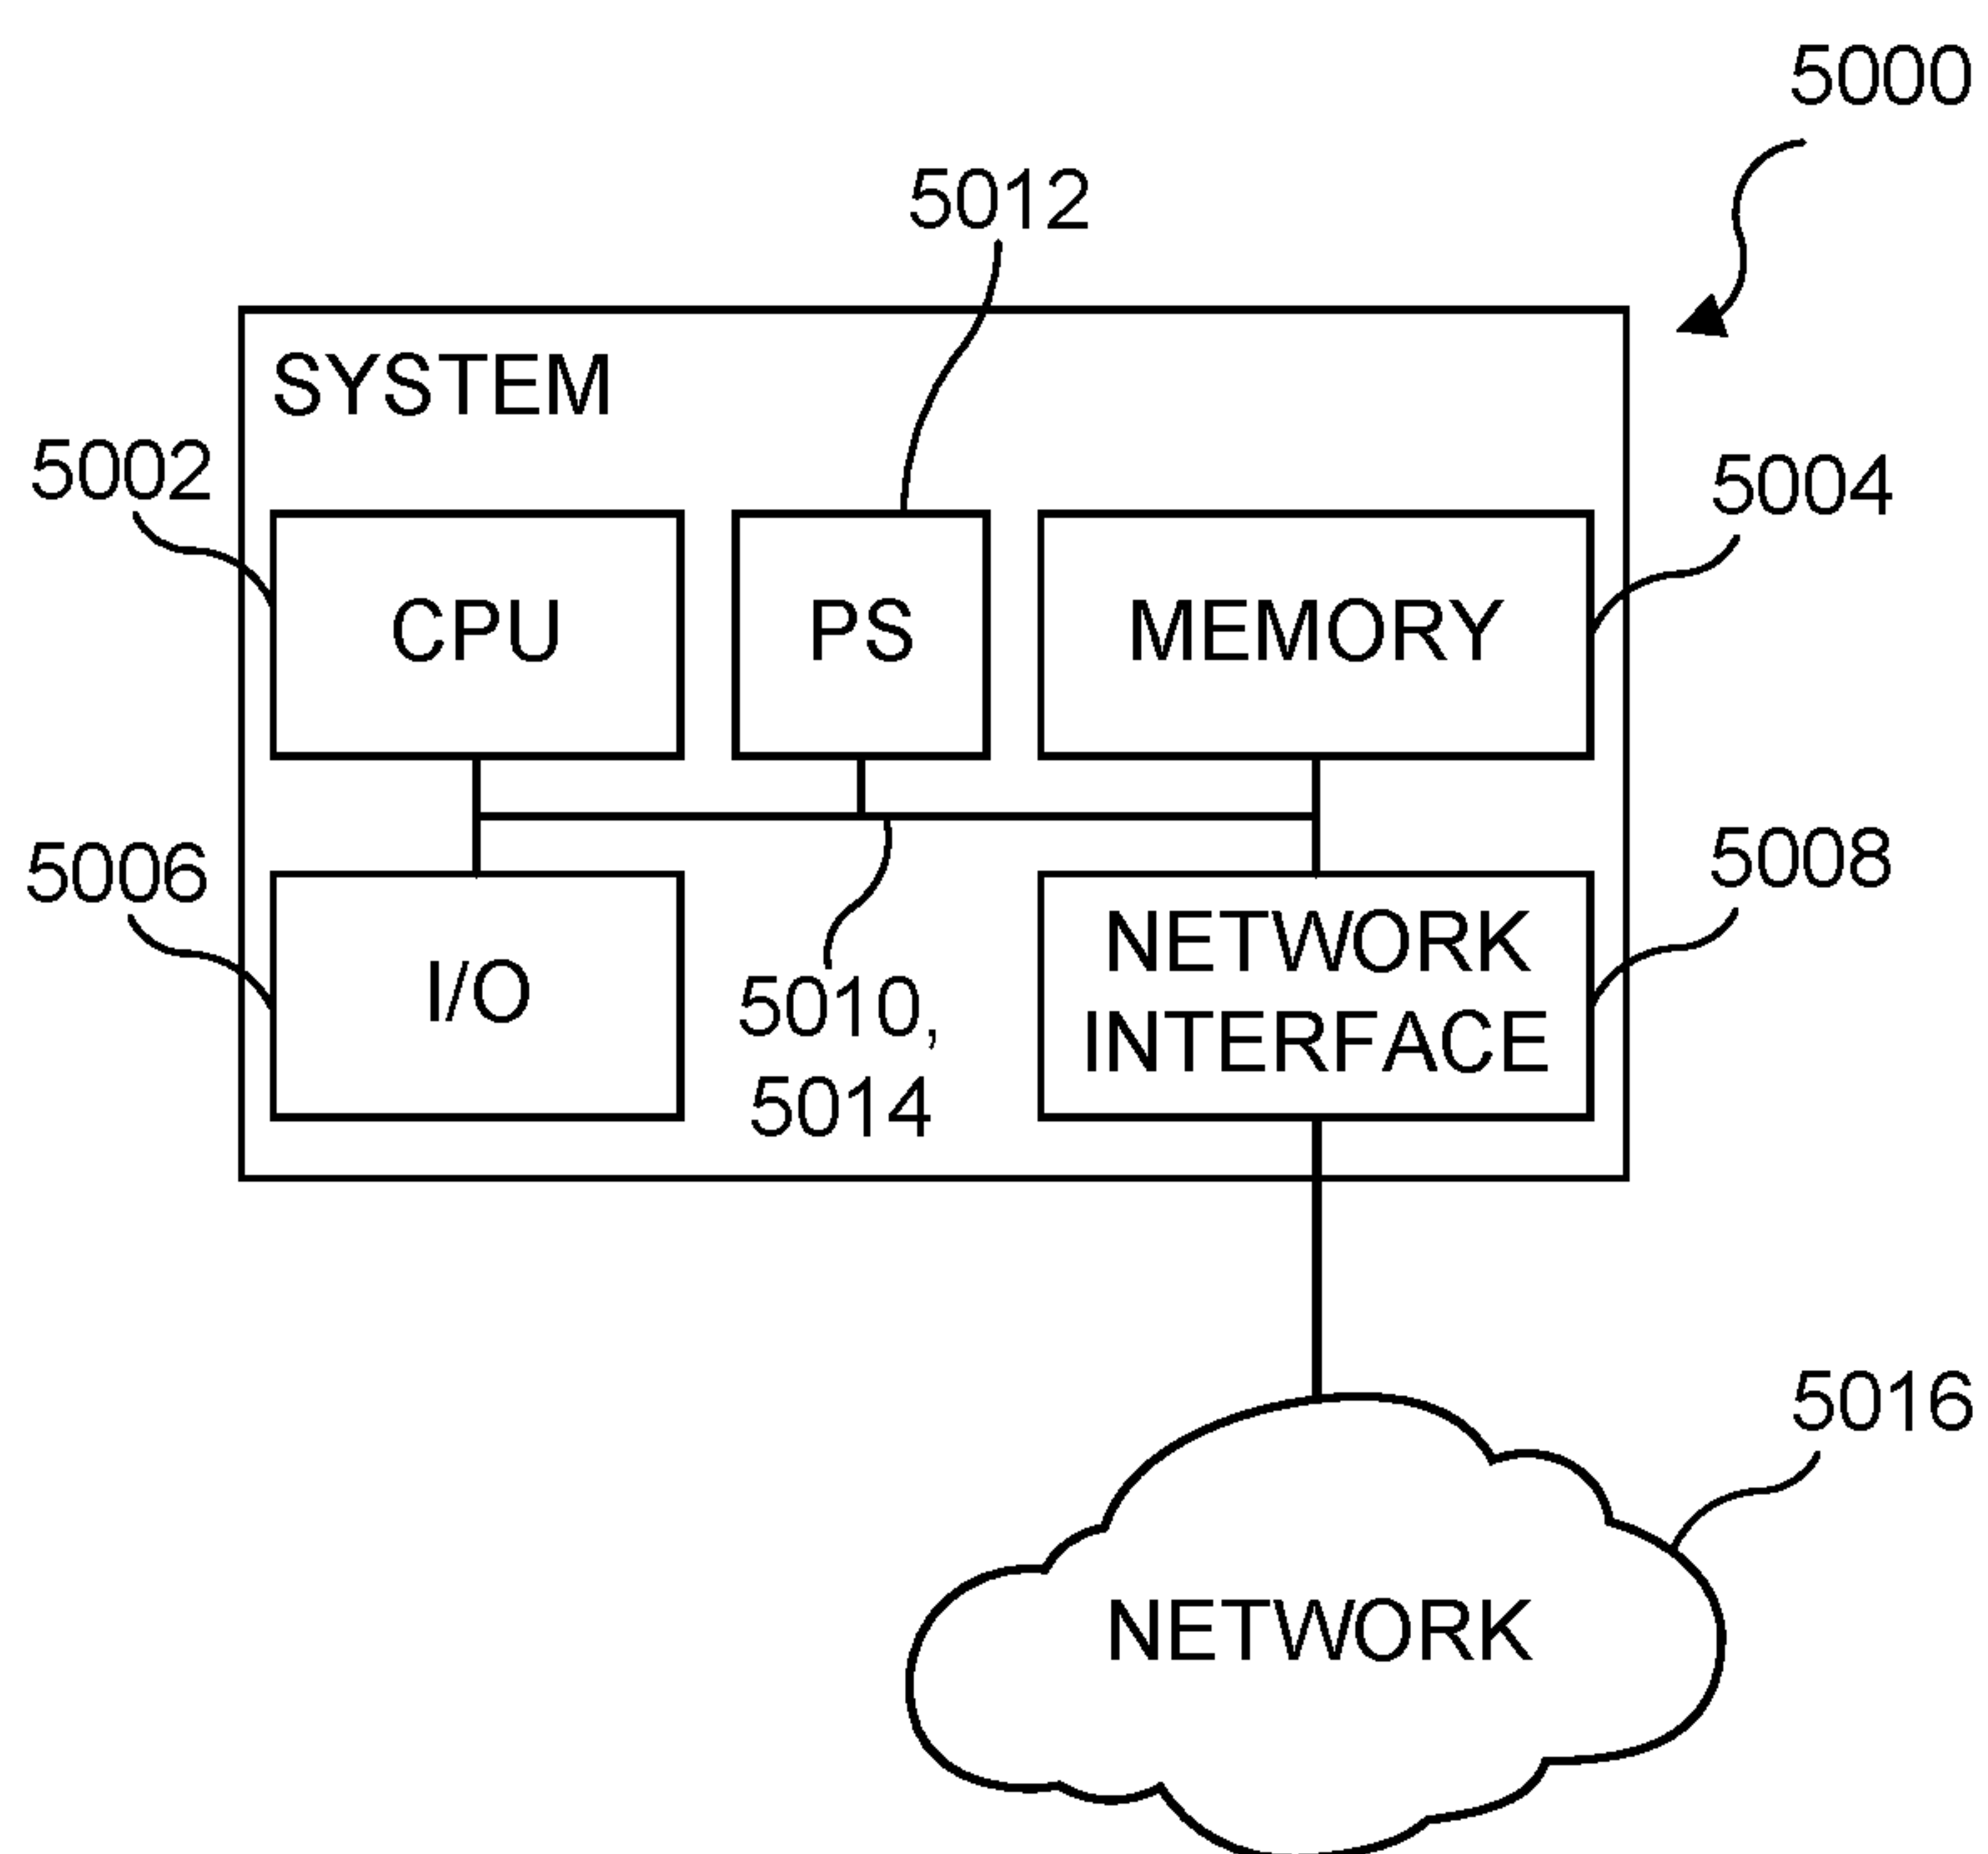 5000
5012
SYSTEM
5002
5004
CPU
PS
MEMORY
5006
5008
I/O
NETWORK
INTERFACE
5010,
5014
5016
NETWORK